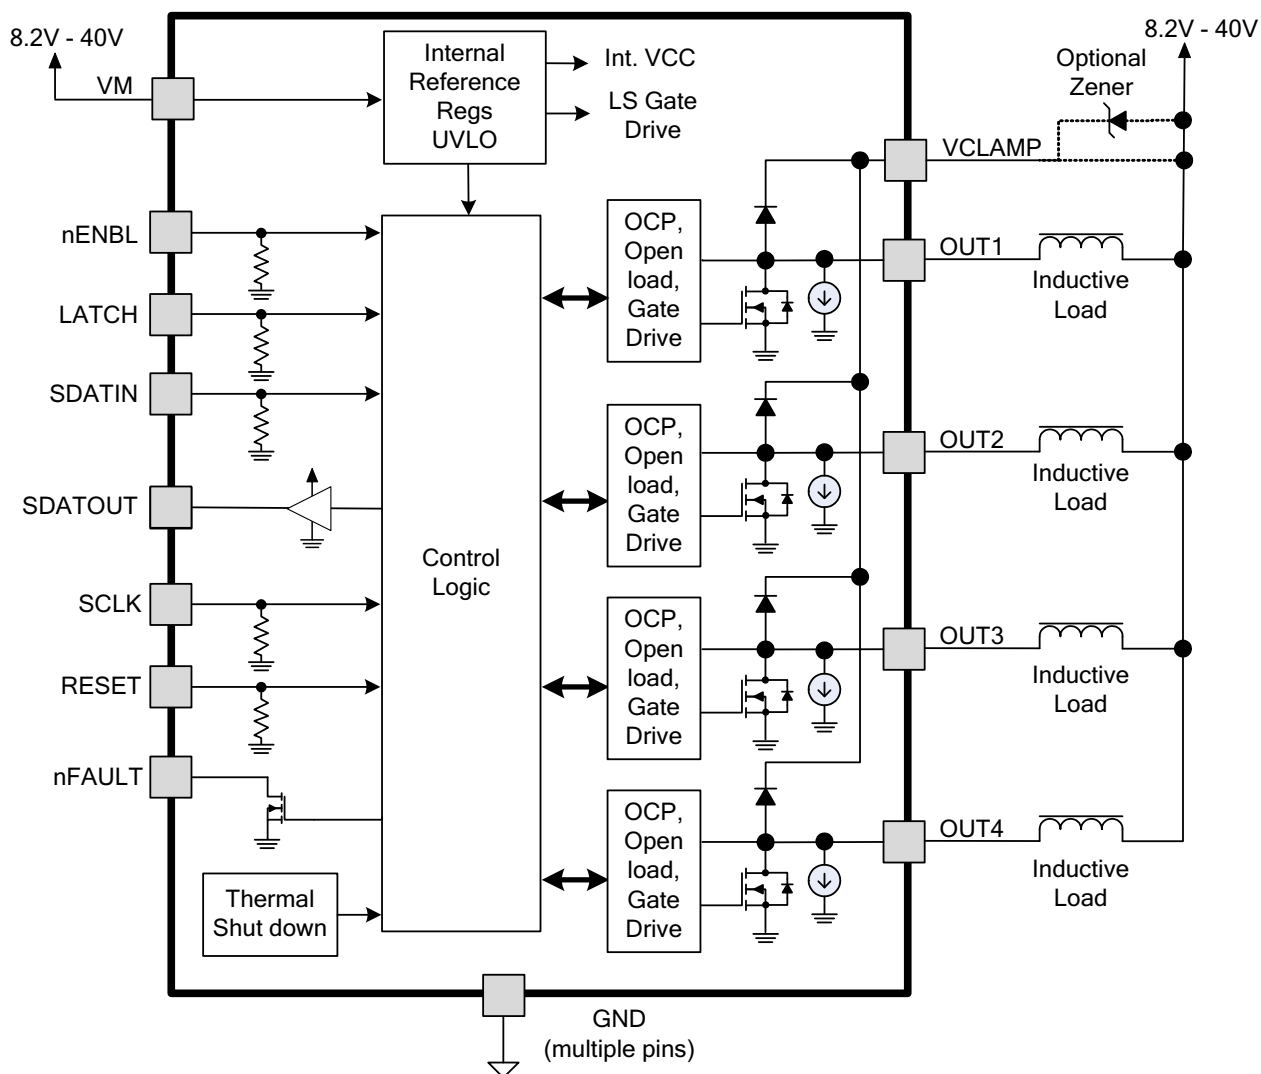 8.2V - 40V
VM
Internal
Reference
Regs
UVLO
Int. VCC
LS Gate
Drive
8.2V - 40V
Optional
Zener
VCLAMP
nENBL
LATCH
SDATIN
SDATOUT
SCLK
RESET
nFAULT
Thermal
Shut down
Control
Logic
OCP,
Open
load,
Gate
Drive
OUT1
Inductive
Load
OCP,
Open
load,
Gate
Drive
OUT2
Inductive
Load
OCP,
Open
load,
Gate
Drive
OUT3
Inductive
Load
OCP,
Open
load,
Gate
Drive
OUT4
Inductive
Load
GND
(multiple pins)